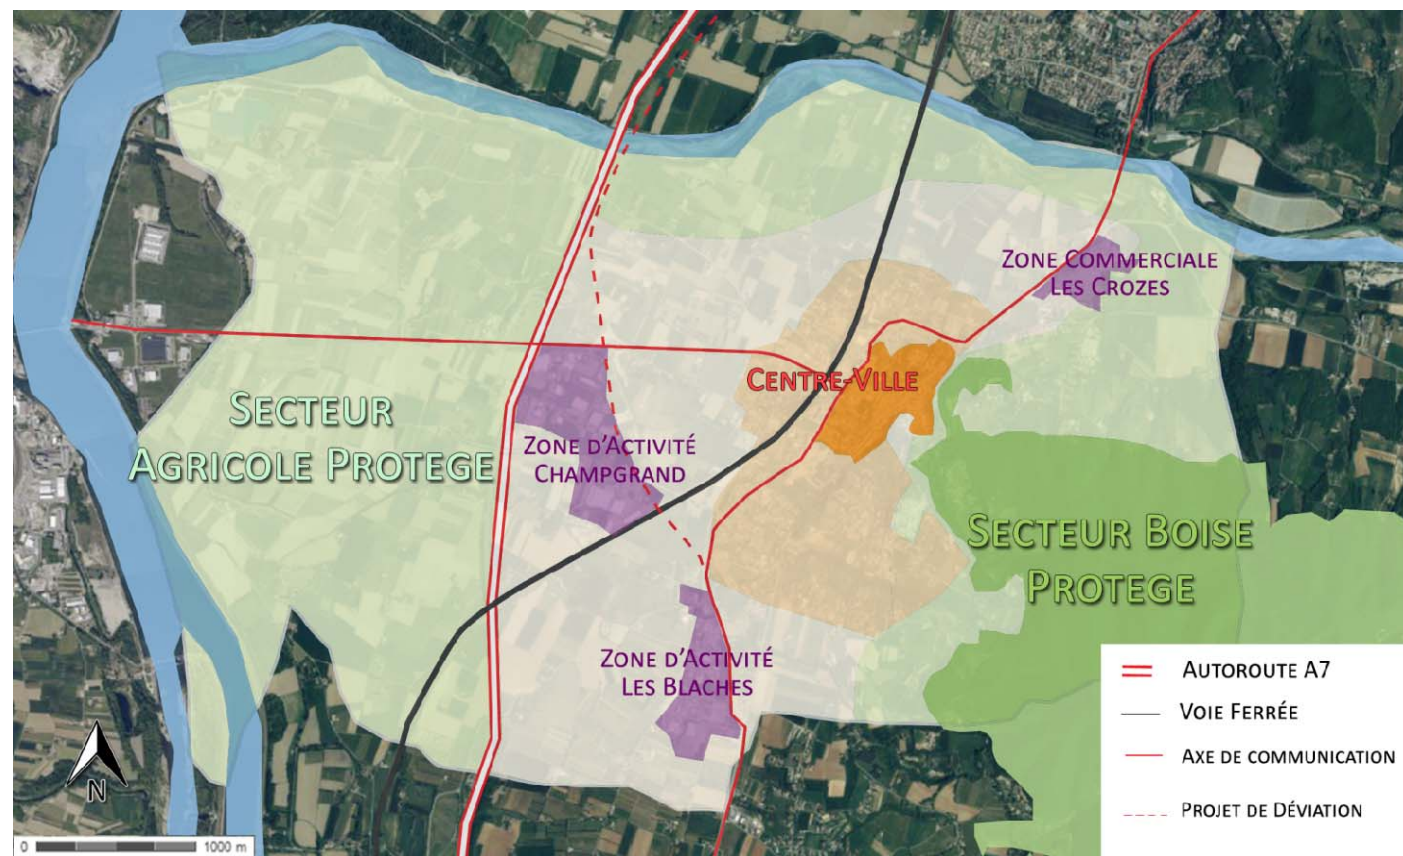 ZONE COMMERCIALE
LES CROZES
CENTRE-VILLE
SECTEUR
AGRICOLE PROTEGE
ZONE D'ACTIVITÉ
CHAMPGRAND
SECTEUR BOISE
PROTEGE
ZONE D'ACTIVITÉ
LES BLACHES
AUTOROUTE A7
VOIE FERRÉE
AXE DE COMMUNICATION
PROJET DE DÉVIATION
N
0 1000 m